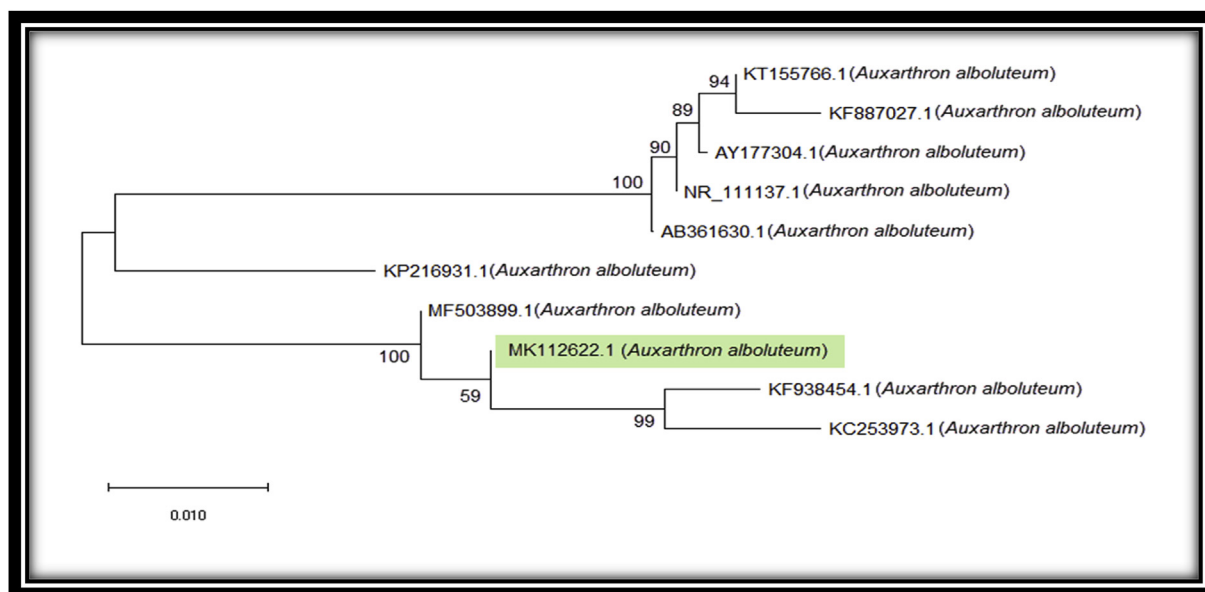 KT155766.1(Auxarthron alboluteum)
94
KF887027.1(Auxarthron alboluteum)
89
AY177304.1(Auxarthron alboluteum)
90
NR_111137.1(Auxarthron alboluteum)
100
AB361630.1(Auxarthron alboluteum)
KP216931.1(Auxarthron alboluteum)
MF503899.1(Auxarthron alboluteum)
100
MK112622.1 (Auxarthron alboluteum)
59
KF938454.1(Auxarthron alboluteum)
99
KC253973.1(Auxarthron alboluteum)
0.010